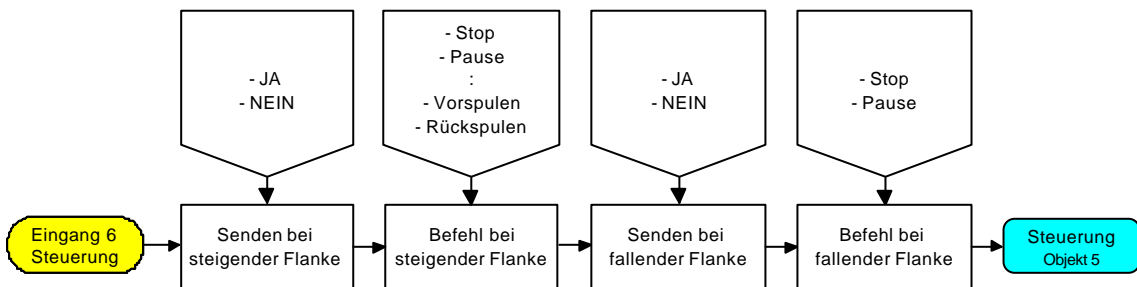 - JA
- NEIN
- Stop
- Pause
:
- Vorspulen
- Rückspulen
- JA
- NEIN
- Stop
- Pause
Eingang 6
Steuerung
Senden bei
steigender Flanke
Befehl bei
steigender Flanke
Senden bei
fallender Flanke
Befehl bei
fallender Flanke
Steuerung
Objekt 5